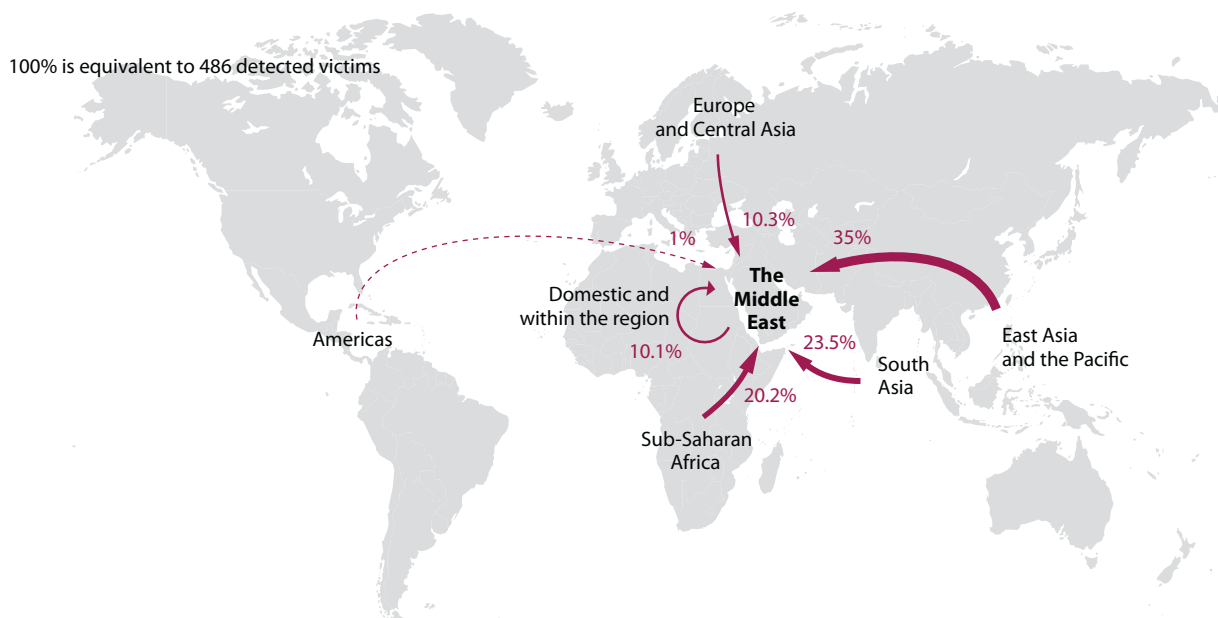 100% is equivalent to 486 detected victims
Europe
and Central Asia
10.3%
1%
35%
The
Middle
East
Domestic and
within the region
10.1%
Americas
23.5%
East Asia
and the Pacific
South
Asia
20.2%
Sub-Saharan
Africa